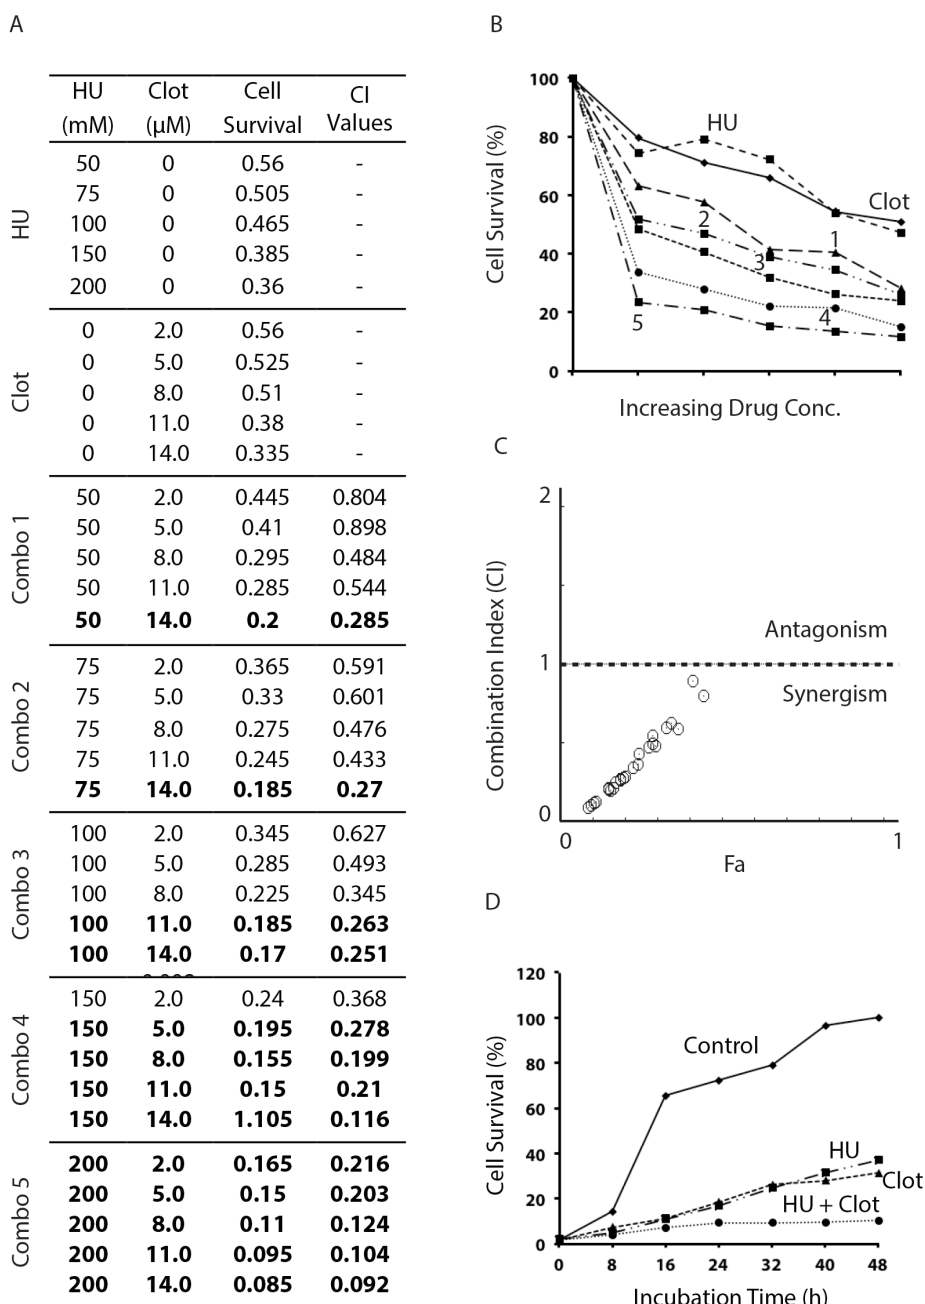 A
HU Clot Cell CI
(mM) (µM) Survival Values
HU
50 0 0.56 -
75 0 0.505 -
100 0 0.465 -
150 0 0.385 -
200 0 0.36 -
Clot
0 2.0 0.56 -
0 5.0 0.525 -
0 8.0 0.51 -
0 11.0 0.38 -
0 14.0 0.335 -
Combo 1
50 2.0 0.445 0.804
50 5.0 0.41 0.898
50 8.0 0.295 0.484
50 11.0 0.285 0.544
50 14.0 0.2 0.285
Combo 2
75 2.0 0.365 0.591
75 5.0 0.33 0.601
75 8.0 0.275 0.476
75 11.0 0.245 0.433
75 14.0 0.185 0.27
Combo 3
100 2.0 0.345 0.627
100 5.0 0.285 0.493
100 8.0 0.225 0.345
100 11.0 0.185 0.263
100 14.0 0.17 0.251
Combo 4
150 2.0 0.24 0.368
150 5.0 0.195 0.278
150 8.0 0.155 0.199
150 11.0 0.15 0.21
150 14.0 1.105 0.116
Combo 5
200 2.0 0.165 0.216
200 5.0 0.15 0.203
200 8.0 0.11 0.124
200 11.0 0.095 0.104
200 14.0 0.085 0.092
B
Cell Survival (%)
100
80
60
40
20
0
HU
Clot
1
2
3
4
5
Increasing Drug Conc.
C
Combination Index (CI)
2
1
0
Antagonism
Synergism
0 1
Fa
D
Cell Survival (%)
120
100
80
60
40
20
0
Control
HU
Clot
HU + Clot
0 8 16 24 32 40 48
Incubation Time (h)